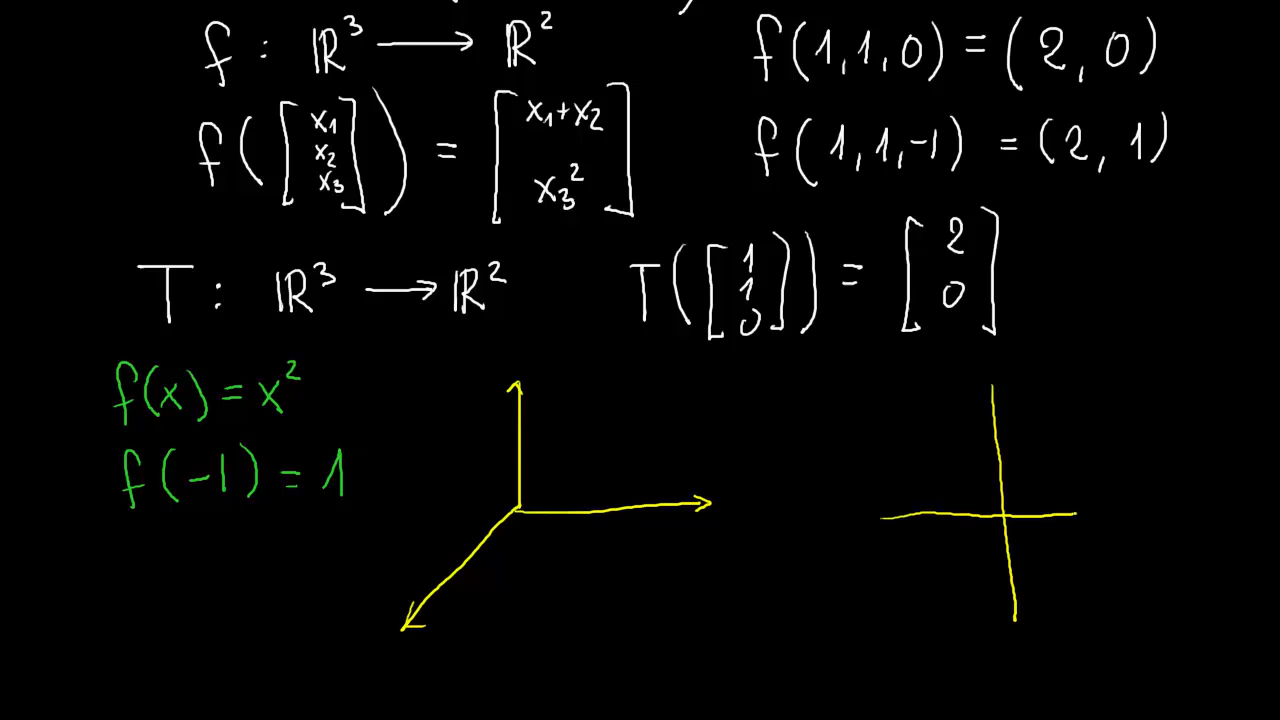 f : ℝ³ ⟶ ℝ²
f(1,1,0) = (2,0)
f([x₁ x₂ x₃]) = [x₁+x₂ x₃²]
f(1,1,-1) = (2,1)
T : ℝ³ ⟶ ℝ²
T([1 1 0]) = [2 0]
f(x) = x²
f(-1) = 1